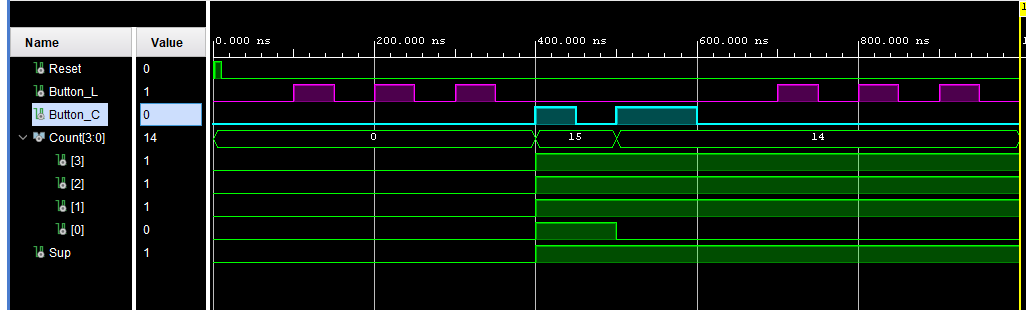 Name Value 0.000 ns 200.000 ns 400.000 ns 600.000 ns 800.000 ns
Reset 0
Button_L 1
Button_C 0
Count[3:0] 14 0 15 14
[3] 1
[2] 1
[1] 1
[0] 0
Sup 1